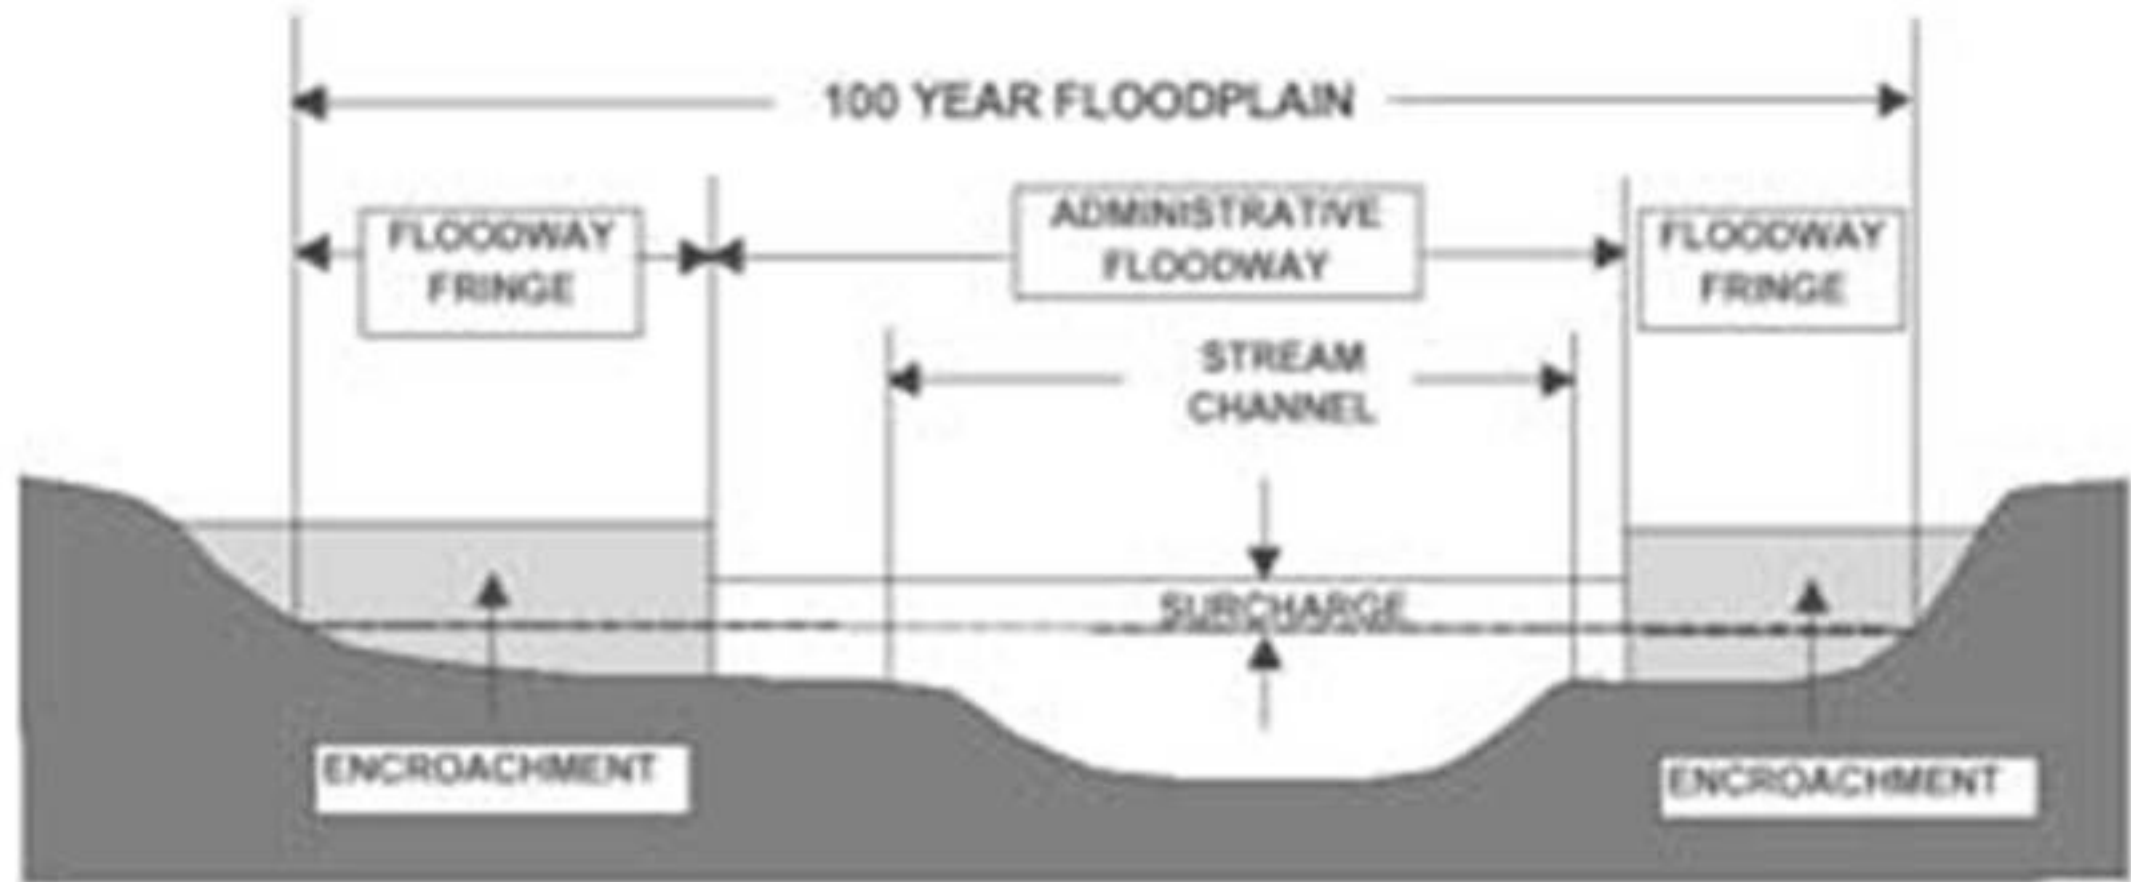 100 YEAR FLOODPLAIN
FLOODWAY
FRINGE
ADMINISTRATIVE
FLOODWAY
FLOODWAY
FRINGE
STREAM
CHANNEL
SURCHARGE
ENCROACHMENT
ENCROACHMENT